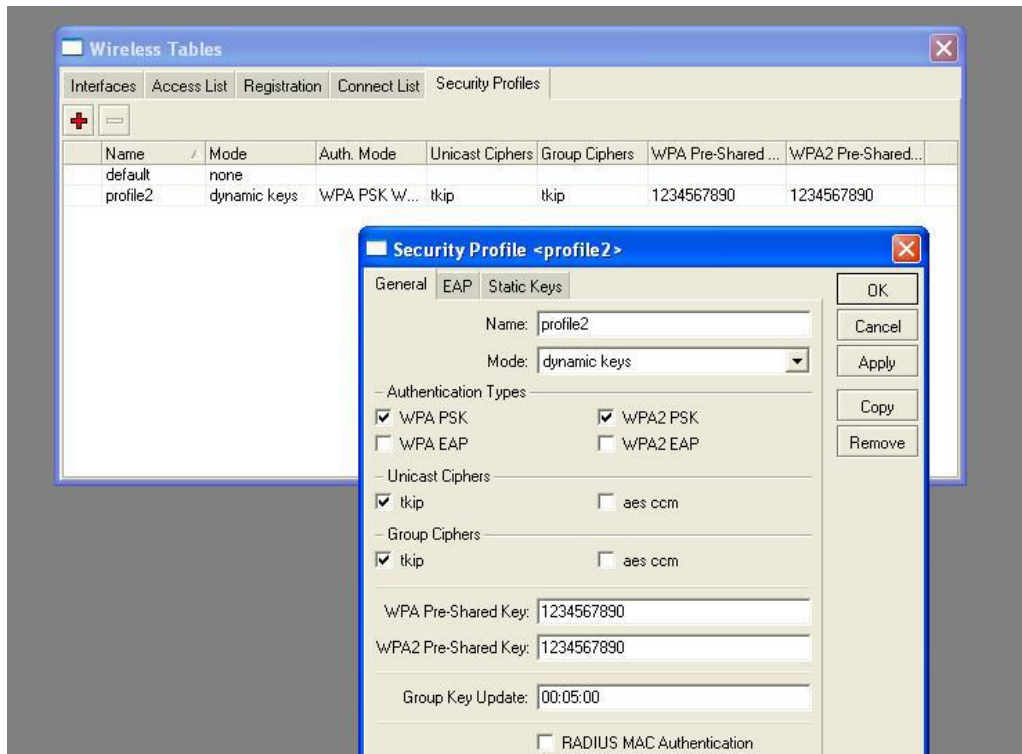 Wireless Tables
Interfaces Access List Registration Connect List Security Profiles
Name Mode Auth. Mode Unicast Ciphers Group Ciphers WPA Pre-Shared ... WPA2 Pre-Shared...
default none
profile2 dynamic keys WPA PSK W... tkip tkip 1234567890 1234567890
Security Profile <profile2>
General EAP Static Keys
OK
Name: profile2
Cancel
Mode: dynamic keys
Apply
Authentication Types
Copy
WPA PSK WPA2 PSK
Remove
WPA EAP WPA2 EAP
Unicast Ciphers
tkip aes ccm
Group Ciphers
tkip aes ccm
WPA Pre-Shared Key: 1234567890
WPA2 Pre-Shared Key: 1234567890
Group Key Update: 00:05:00
RADIUS MAC Authentication